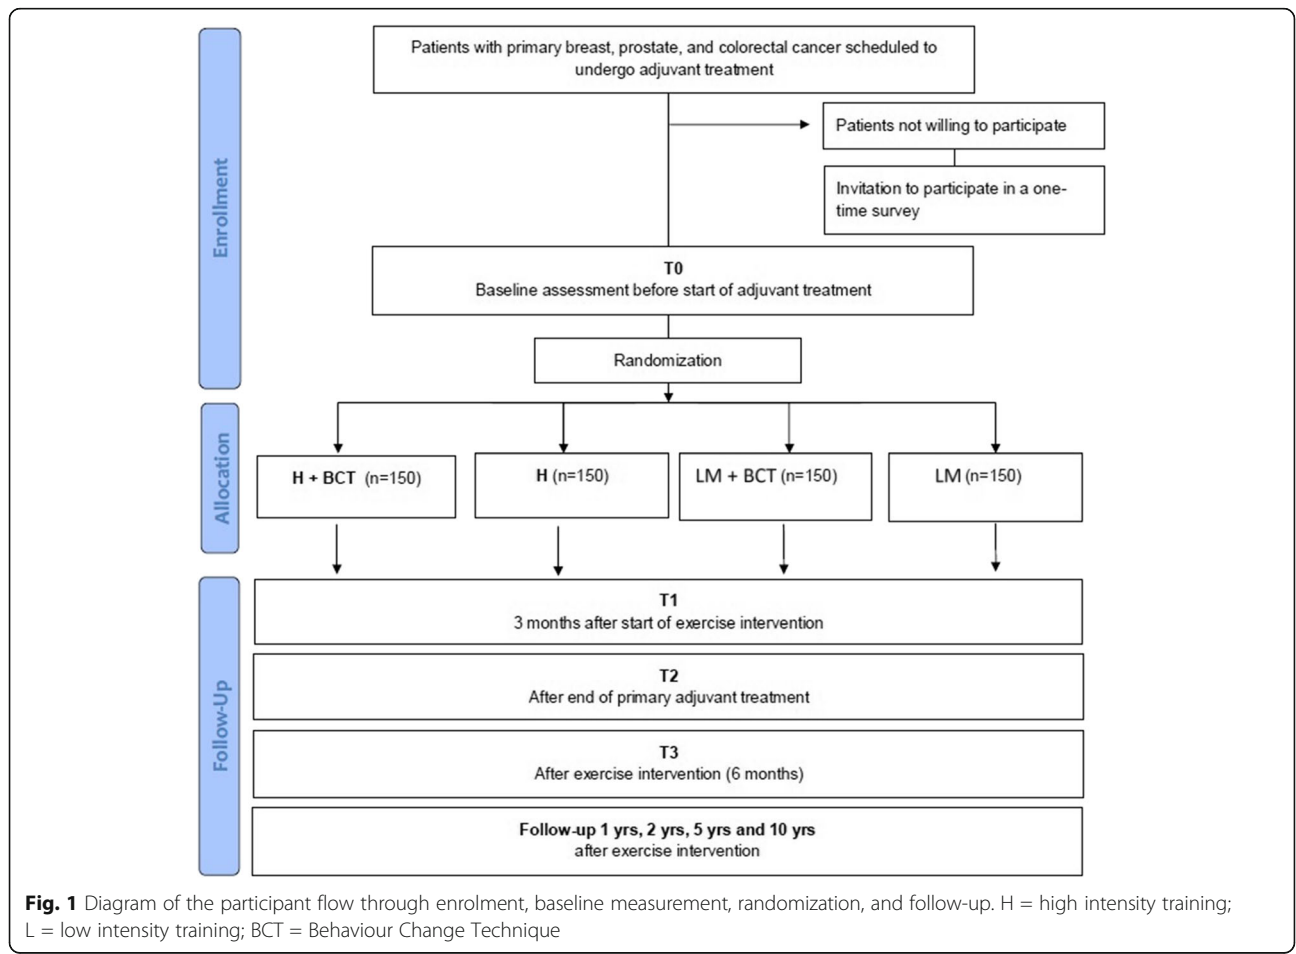 Enrollment
Patients with primary breast, prostate, and colorectal cancer scheduled to
undergo adjuvant treatment
Patients not willing to participate
Invitation to participate in a one-
time survey
T0
Baseline assessment before start of adjuvant treatment
Randomization
Allocation
H + BCT (n=150)
H (n=150)
LM + BCT (n=150)
LM (n=150)
Follow-Up
T1
3 months after start of exercise intervention
T2
After end of primary adjuvant treatment
T3
After exercise intervention (6 months)
Follow-up 1 yrs, 2 yrs, 5 yrs and 10 yrs
after exercise intervention
Fig. 1 Diagram of the participant flow through enrolment, baseline measurement, randomization, and follow-up. H = high intensity training;
L = low intensity training; BCT = Behaviour Change Technique